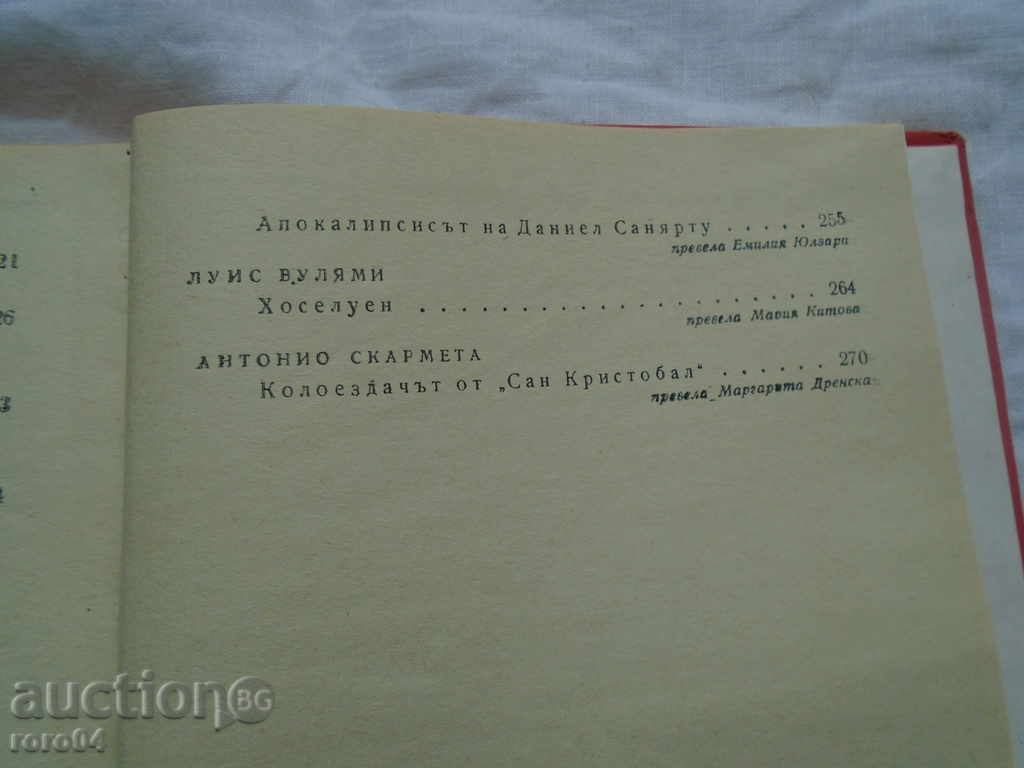 21
26
3
Апокалипсисът на Даниел Санярту . . . . . 255
превела Емилия Юлзари
ЛУИС ВУЛЯМИ
Хоселуен . . . . . . . . . . . . . . . . . . . 264
превела Мария Китова
АНТОНИО СКАРМЕТА
Колоездачът от „Сан Кристобал“ . . . . . . 270
превела Маргарита Дренска
auction BG
roro04